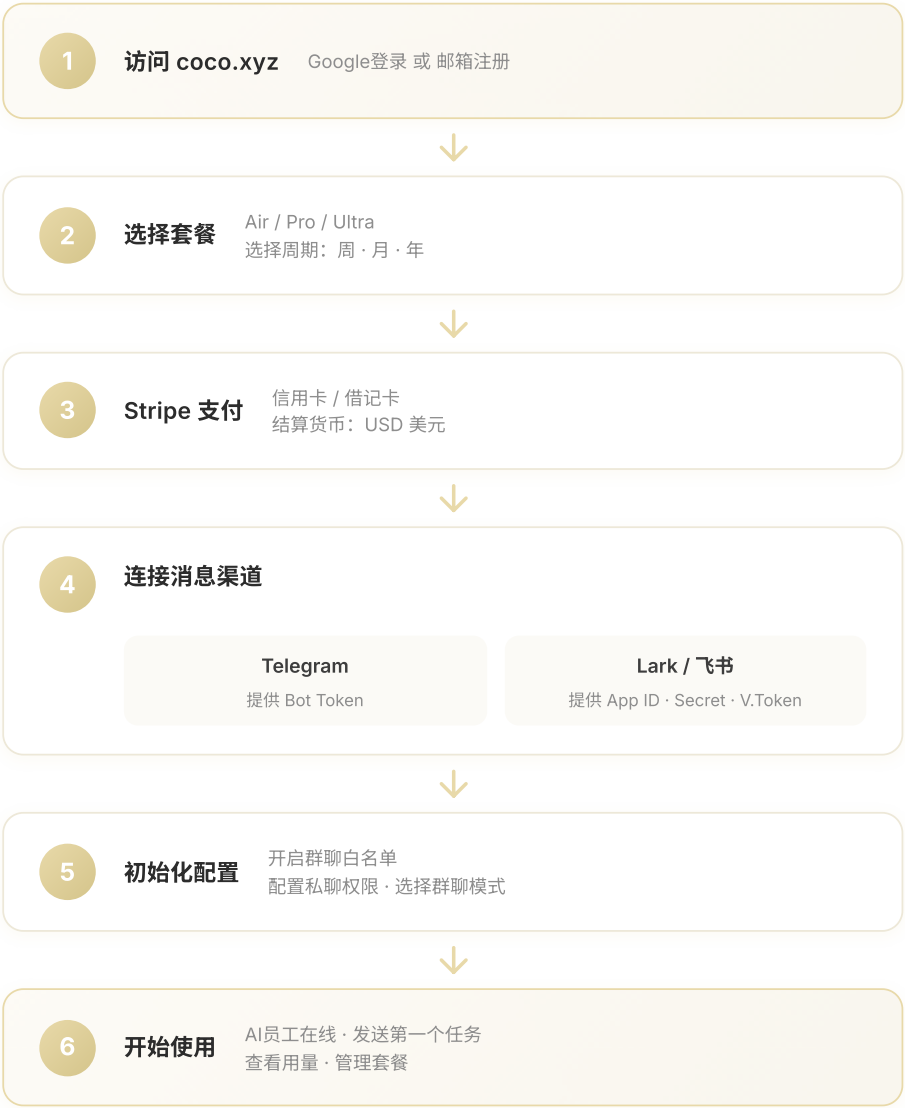 1
访问 coco.xyz
Google登录 或 邮箱注册
2
选择套餐
Air / Pro / Ultra
选择周期：周 · 月 · 年
3
Stripe 支付
信用卡 / 借记卡
结算货币：USD 美元
4
连接消息渠道
Telegram
提供 Bot Token
Lark / 飞书
提供 App ID · Secret · V.Token
5
初始化配置
开启群聊白名单
配置私聊权限 · 选择群聊模式
6
开始使用
AI员工在线 · 发送第一个任务
查看用量 · 管理套餐